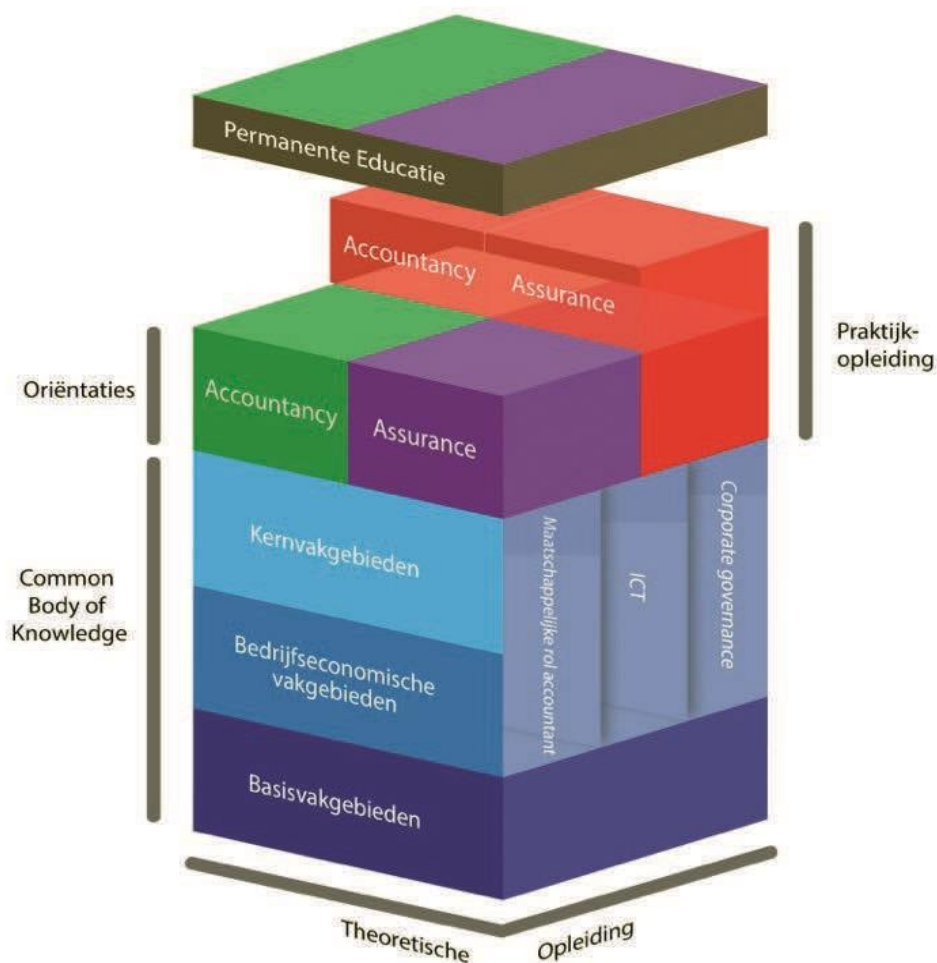 Permanente Educatie
Accountancy
Assurance
Praktijk-
opleiding
Oriëntaties
Accountancy
Assurance
Common
Body of
Knowledge
Kernvakgebieden
Bedrijfseconomische
vakgebieden
Basisvakgebieden
Maatschappelijke rol accountant
ICT
Corporate governance
Theoretische
Opleiding